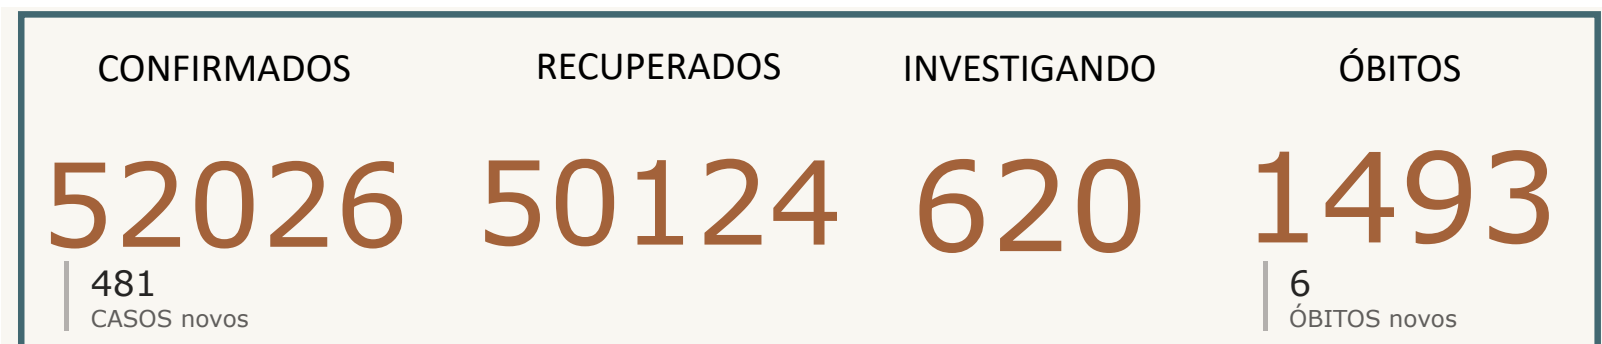 CONFIRMADOS RECUPERADOS INVESTIGANDO ÓBITOS
52026 50124 620 1493
481 6
CASOS novos ÓBITOS novos